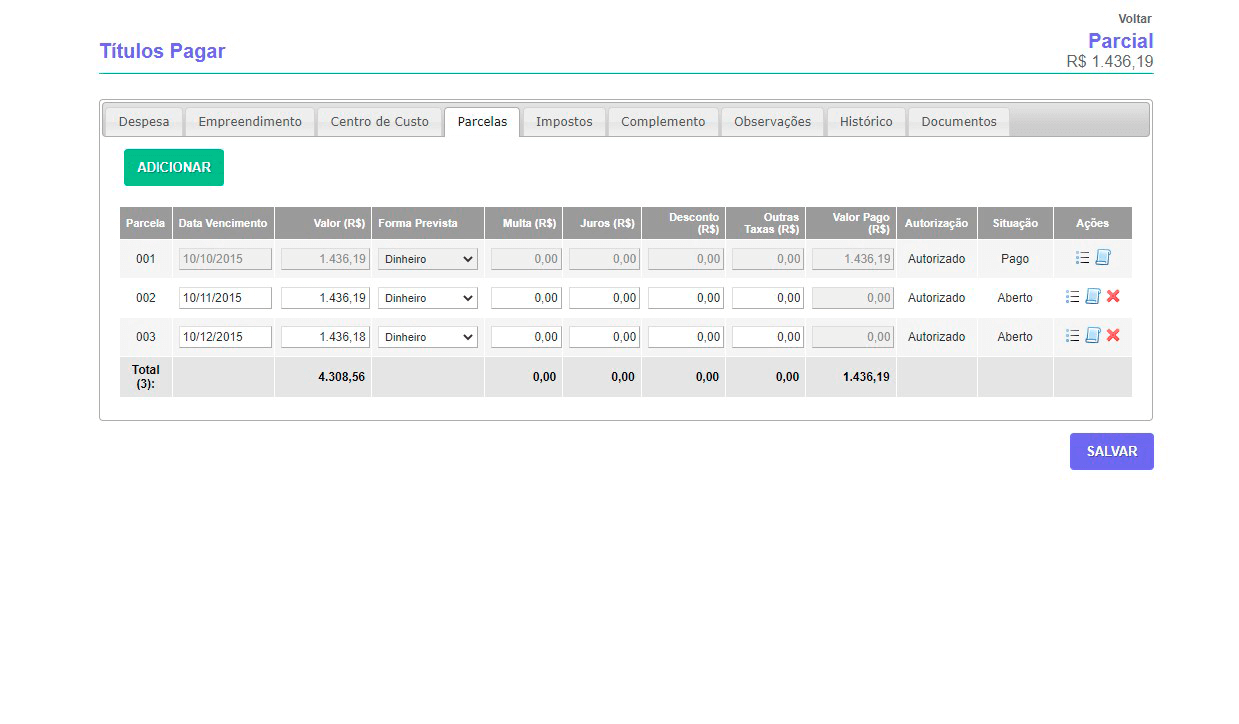 Voltar
Títulos Pagar
Parcial
R$ 1.436,19
Despesa Empreendimento Centro de Custo Parcelas Impostos Complemento Observações Histórico Documentos
ADICIONAR
Parcela Data Vencimento Valor (R$) Forma Prevista Multa (R$) Juros (R$) Desconto (R$) Outras Taxas (R$) Valor Pago (R$) Autorização Situação Ações
001 10/10/2015 1.436,19 Dinheiro 0,00 0,00 0,00 0,00 1.436,19 Autorizado Pago
002 10/11/2015 1.436,19 Dinheiro 0,00 0,00 0,00 0,00 0,00 Autorizado Aberto
003 10/12/2015 1.436,18 Dinheiro 0,00 0,00 0,00 0,00 0,00 Autorizado Aberto
Total (3): 4.308,56 0,00 0,00 0,00 0,00 1.436,19
SALVAR